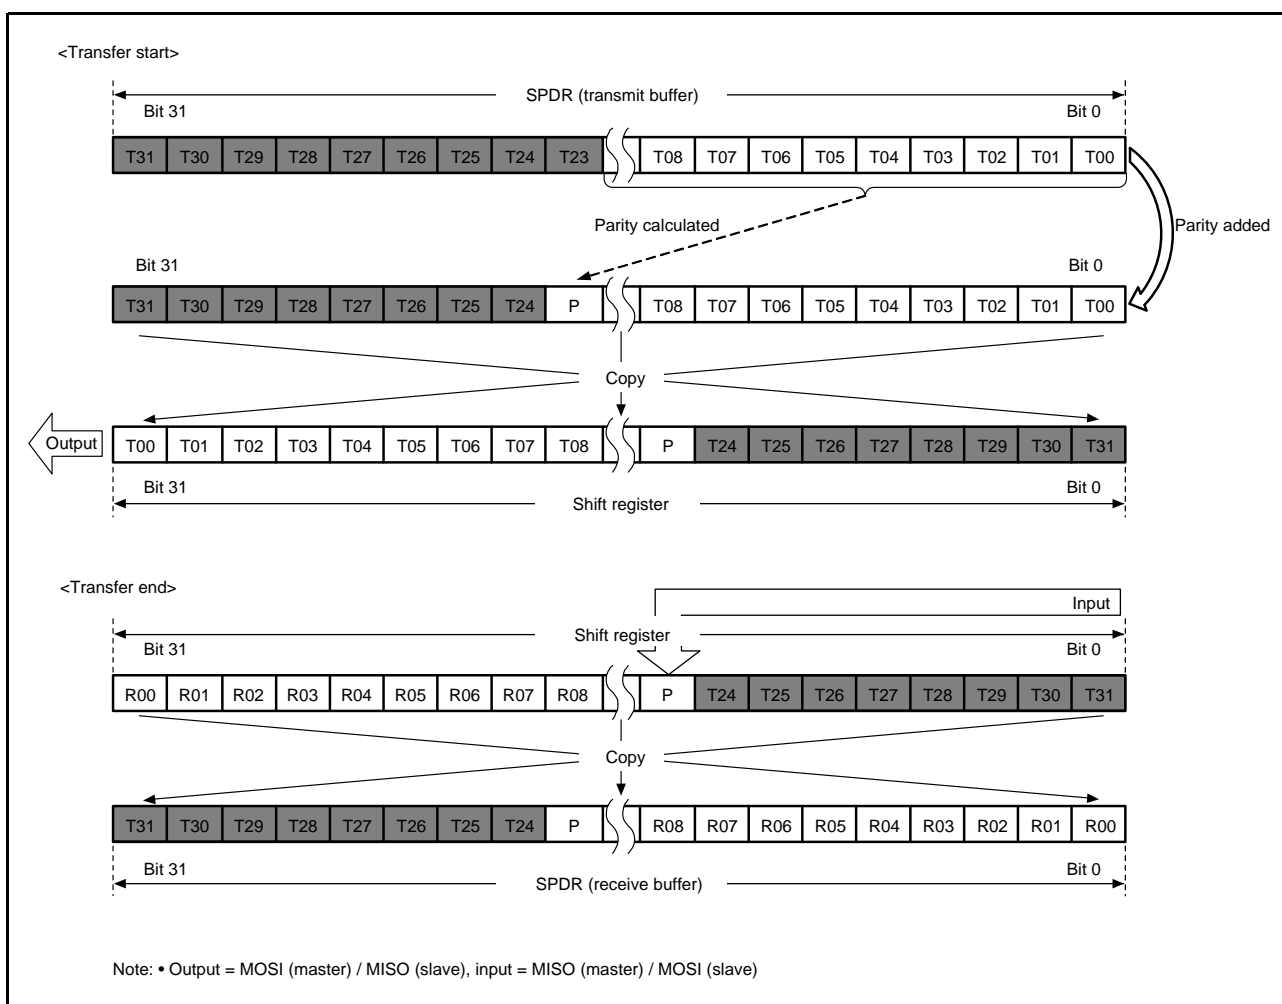 <Transfer start>
SPDR (transmit buffer)
Bit 31 Bit 0
T31 T30 T29 T28 T27 T26 T25 T24 T23 T08 T07 T06 T05 T04 T03 T02 T01 T00
Parity calculated Parity added
Bit 31 Bit 0
T31 T30 T29 T28 T27 T26 T25 T24 P T08 T07 T06 T05 T04 T03 T02 T01 T00
Copy
Output T00 T01 T02 T03 T04 T05 T06 T07 T08 P T24 T25 T26 T27 T28 T29 T30 T31
Bit 31 Bit 0
Shift register
<Transfer end>
Input
Shift register
Bit 31 Bit 0
R00 R01 R02 R03 R04 R05 R06 R07 R08 P T24 T25 T26 T27 T28 T29 T30 T31
Copy
T31 T30 T29 T28 T27 T26 T25 T24 P R08 R07 R06 R05 R04 R03 R02 R01 R00
Bit 31 Bit 0
SPDR (receive buffer)
Note: • Output = MOSI (master) / MISO (slave), input = MISO (master) / MOSI (slave)